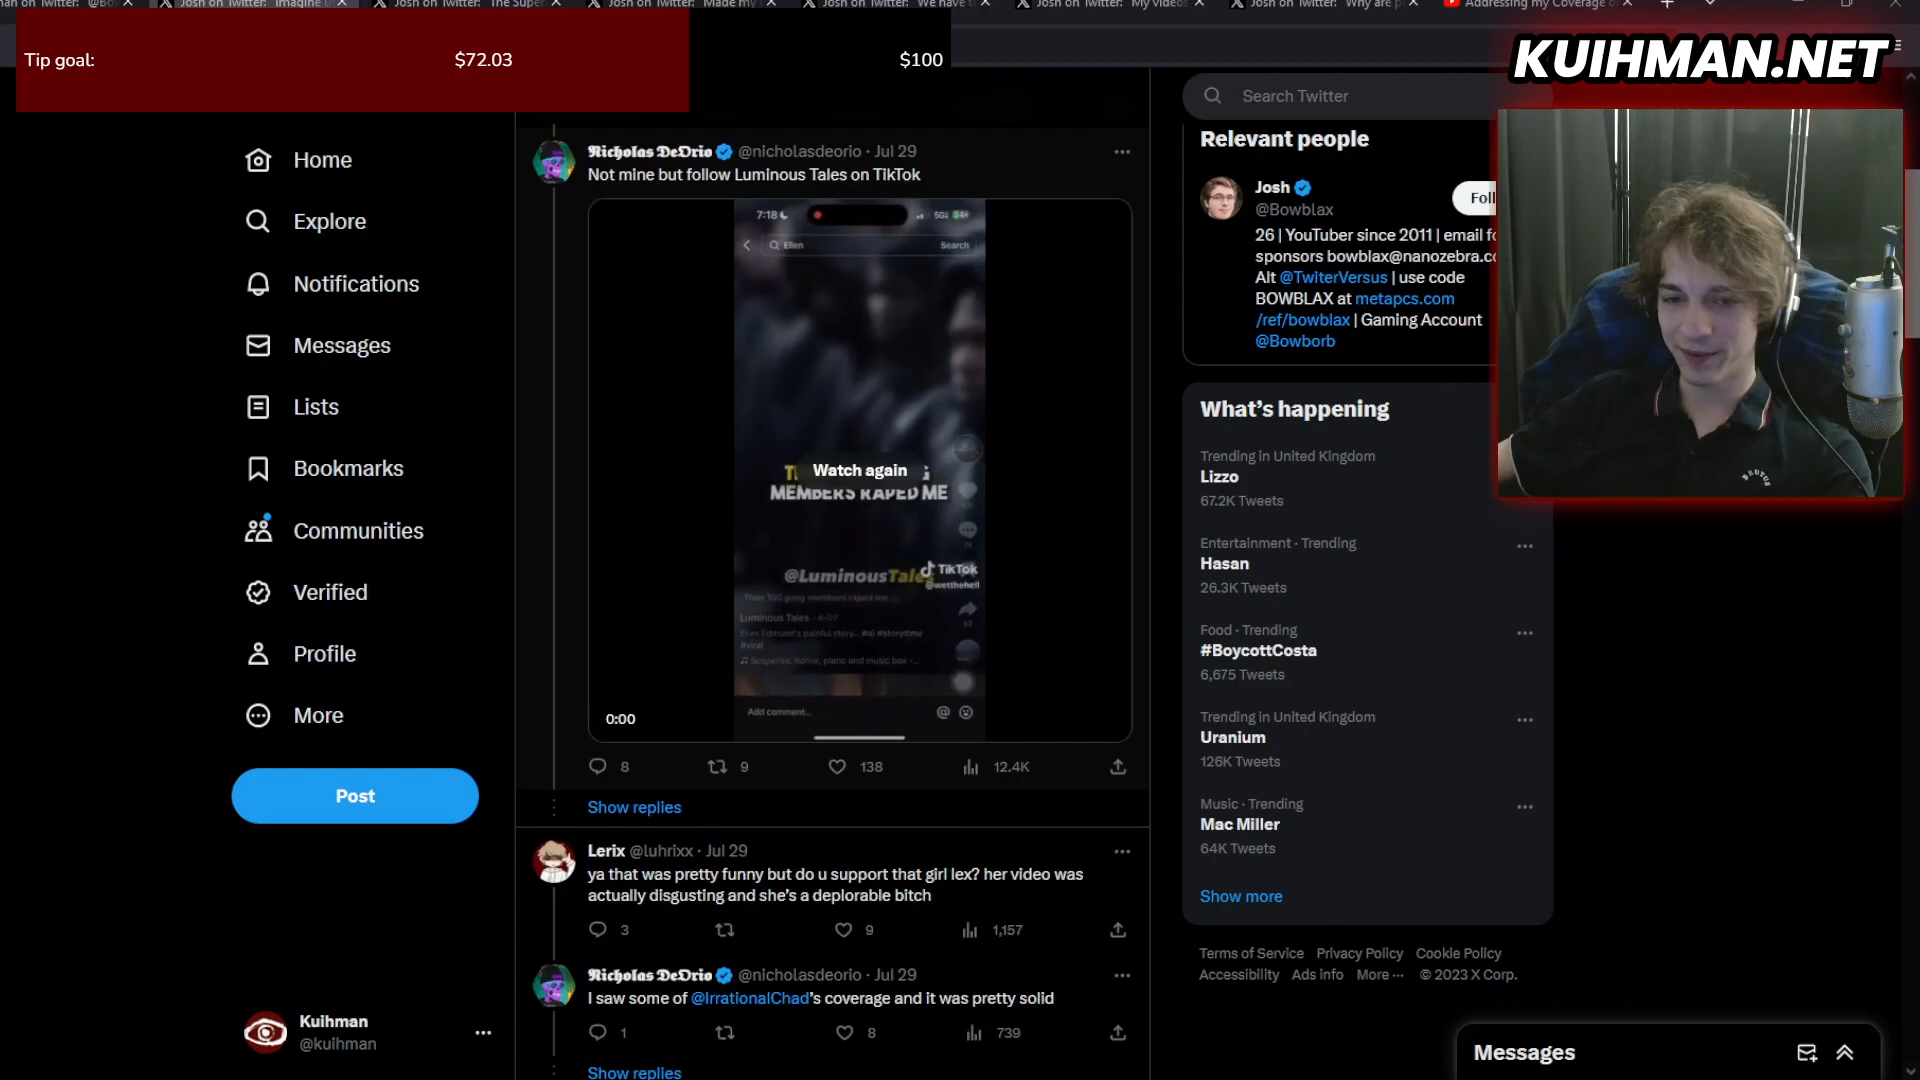 Josh on Twitter: "Imagine
Josh on Twitter: "The Super
Josh on Twitter: "Made my
Josh on Twitter: "We have
Josh on Twitter: "My videos
Josh on Twitter: "Why are
Addressing my Coverage
Tip goal: $72.03 $100
KUIHMAN.NET
Search Twitter
Home
Explore
Notifications
Messages
Lists
Bookmarks
Communities
Verified
Profile
More
Post
Kuihman
@kuihman
Nicholas DeOrio @nicholasdeorio · Jul 29
Not mine but follow Luminous Tales on TikTok
7:18
Ellen
Search
Watch again
MEMBERS RAPED ME
@LuminousTales
TikTok
@wetthehell
Then 100 gang members raped me...
Luminous Tales · 6-29
Ellen Edmund's painful story... #ai #storytime
#viral
Suspense, horror, piano and music box -...
Add comment...
0:00
8 9 138 12.4K
Show replies
Lerix @luhrixx · Jul 29
ya that was pretty funny but do u support that girl lex? her video was
actually disgusting and she's a deplorable bitch
3 9 1,157
Nicholas DeOrio @nicholasdeorio · Jul 29
I saw some of @IrrationalChad's coverage and it was pretty solid
1 8 739
Show replies
Relevant people
Josh
@Bowblax
Foll
26 | YouTuber since 2011 | email fo
sponsors bowblax@nanozebra.co
Alt @TwiterVersus | use code
BOWBLAX at metapcs.com
/ref/bowblax | Gaming Account
@Bowborb
What's happening
Trending in United Kingdom
Lizzo
67.2K Tweets
Entertainment · Trending
Hasan
26.3K Tweets
Food · Trending
#BoycottCosta
6,675 Tweets
Trending in United Kingdom
Uranium
126K Tweets
Music · Trending
Mac Miller
64K Tweets
Show more
Terms of Service Privacy Policy Cookie Policy
Accessibility Ads info More ··· © 2023 X Corp.
Messages
BRUTUS